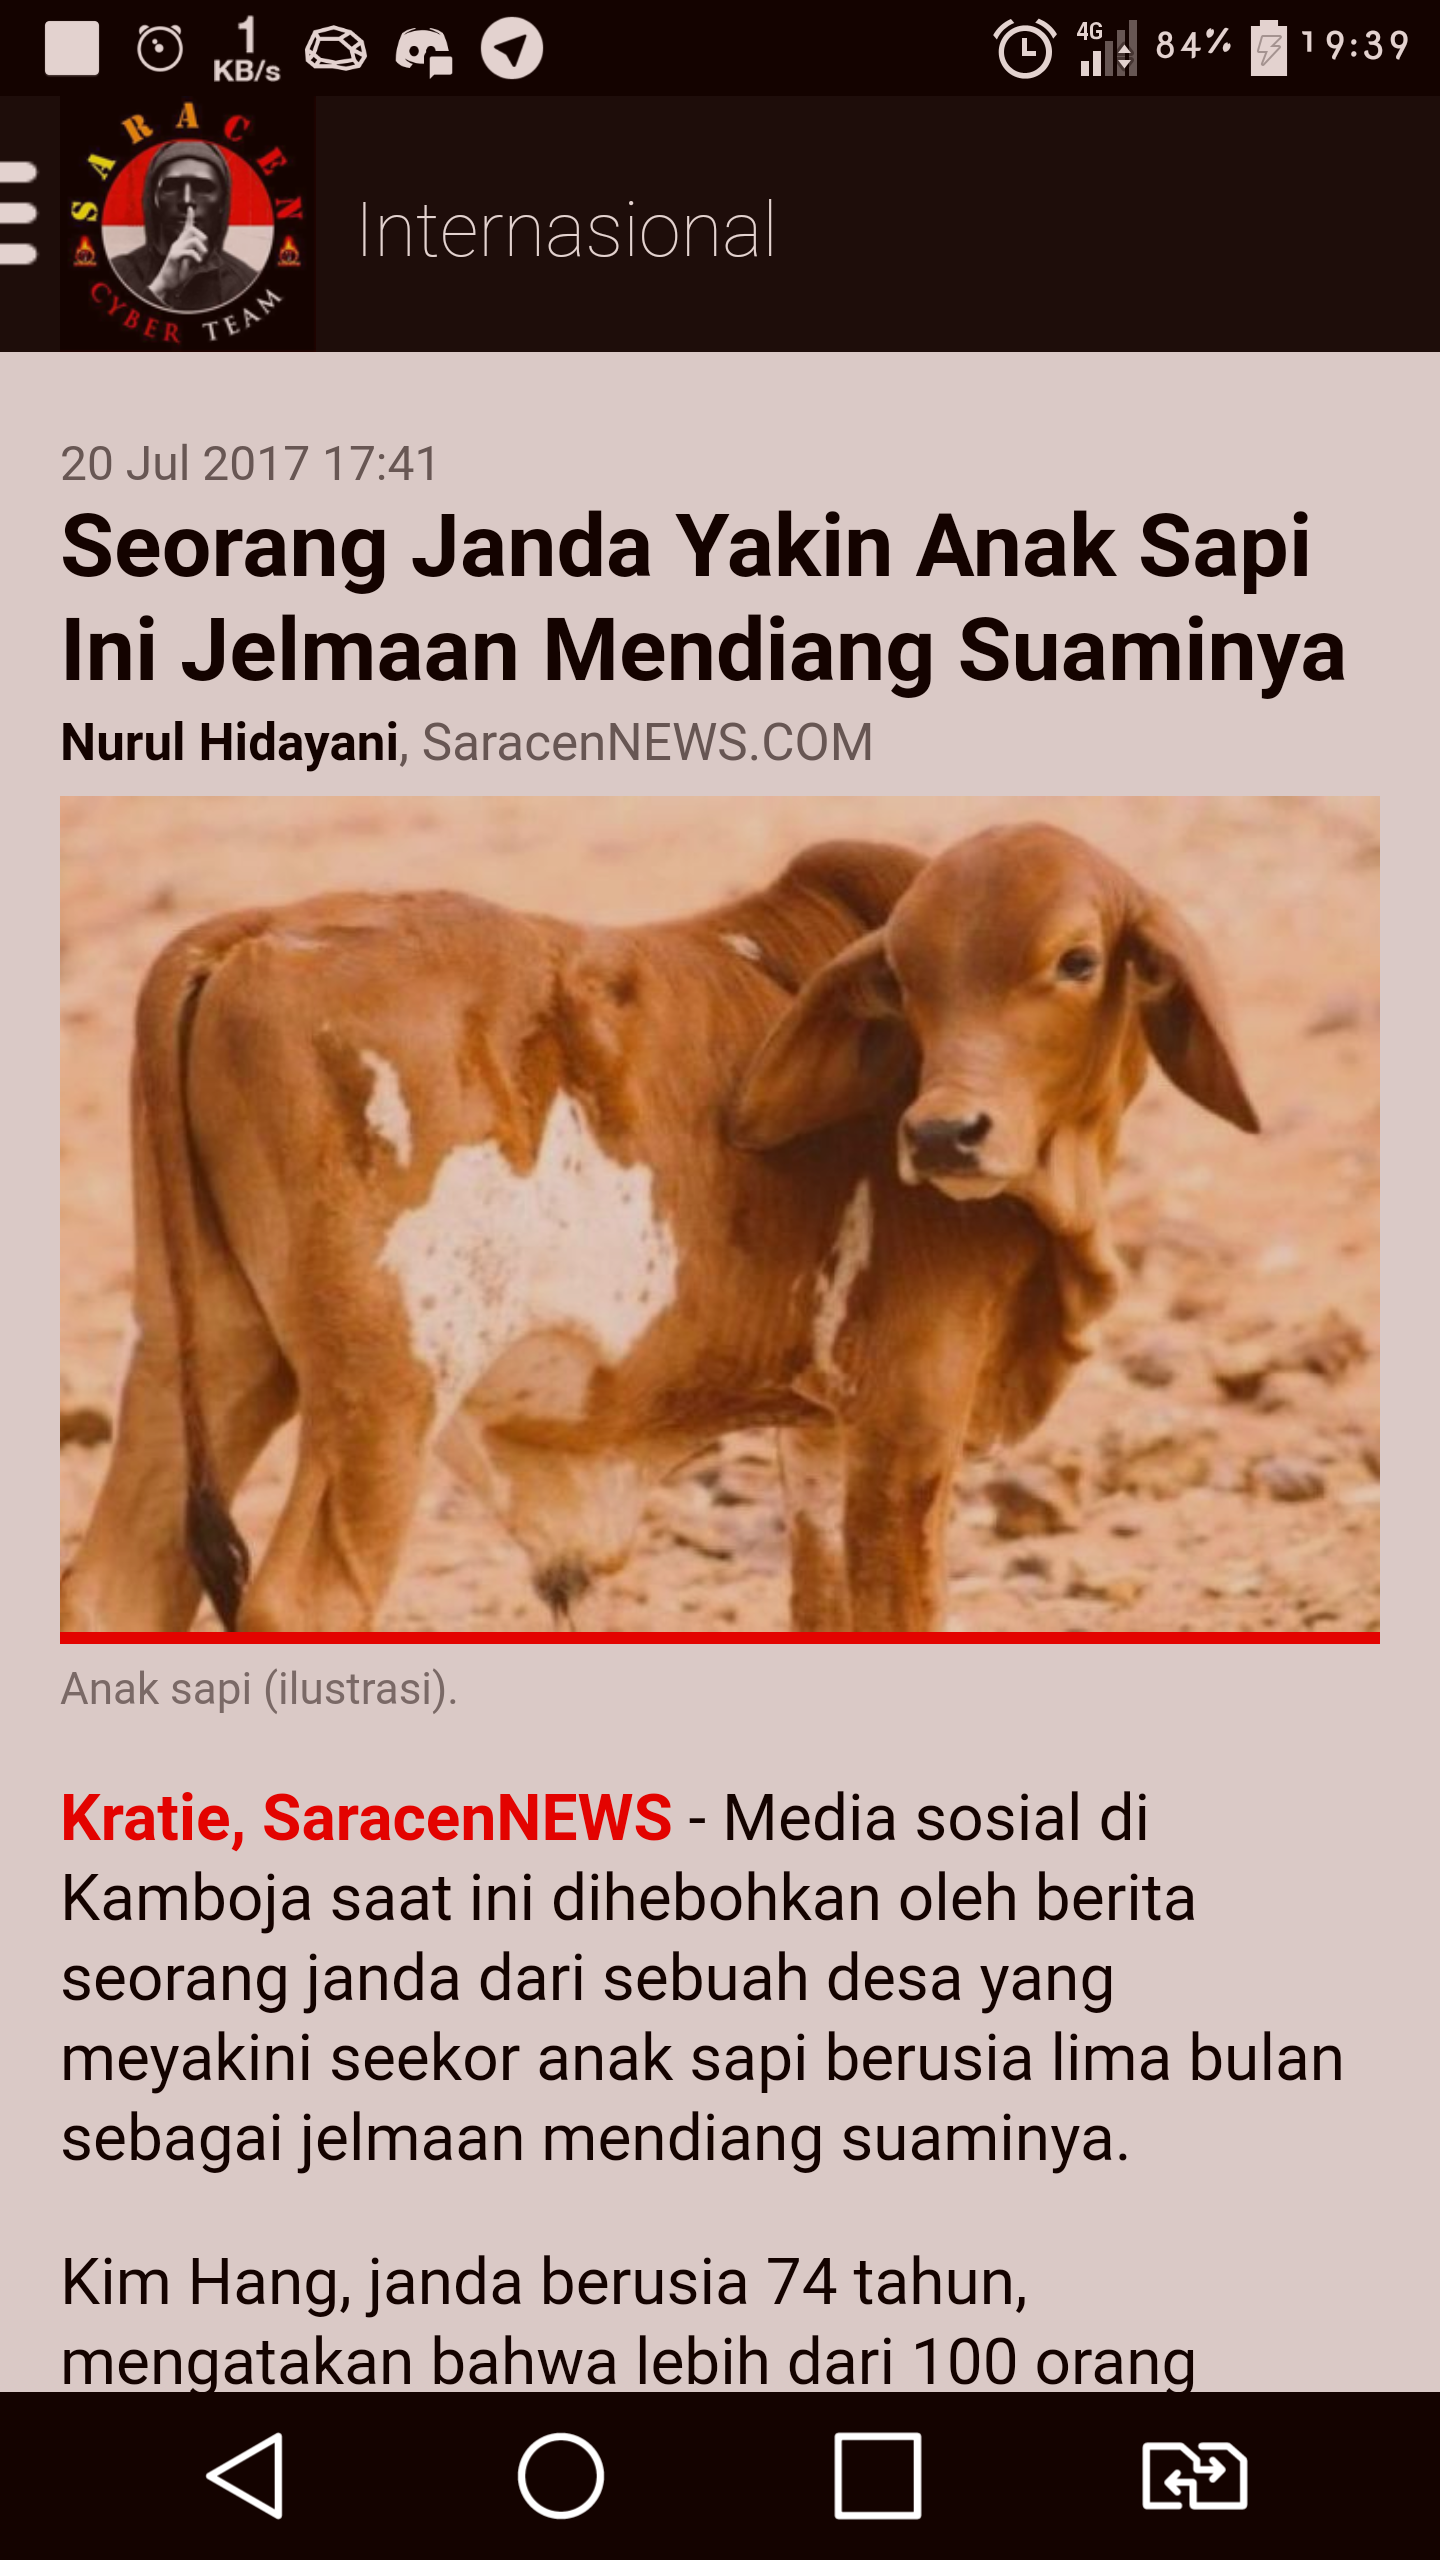 1
KB/s
4G
84%
19:39
SARACEN
CYBER TEAM
Internasional
20 Jul 2017 17:41
Seorang Janda Yakin Anak Sapi
Ini Jelmaan Mendiang Suaminya
Nurul Hidayani, SaracenNEWS.COM
Anak sapi (ilustrasi).
Kratie, SaracenNEWS - Media sosial di
Kamboja saat ini dihebohkan oleh berita
seorang janda dari sebuah desa yang
meyakini seekor anak sapi berusia lima bulan
sebagai jelmaan mendiang suaminya.
Kim Hang, janda berusia 74 tahun,
mengatakan bahwa lebih dari 100 orang